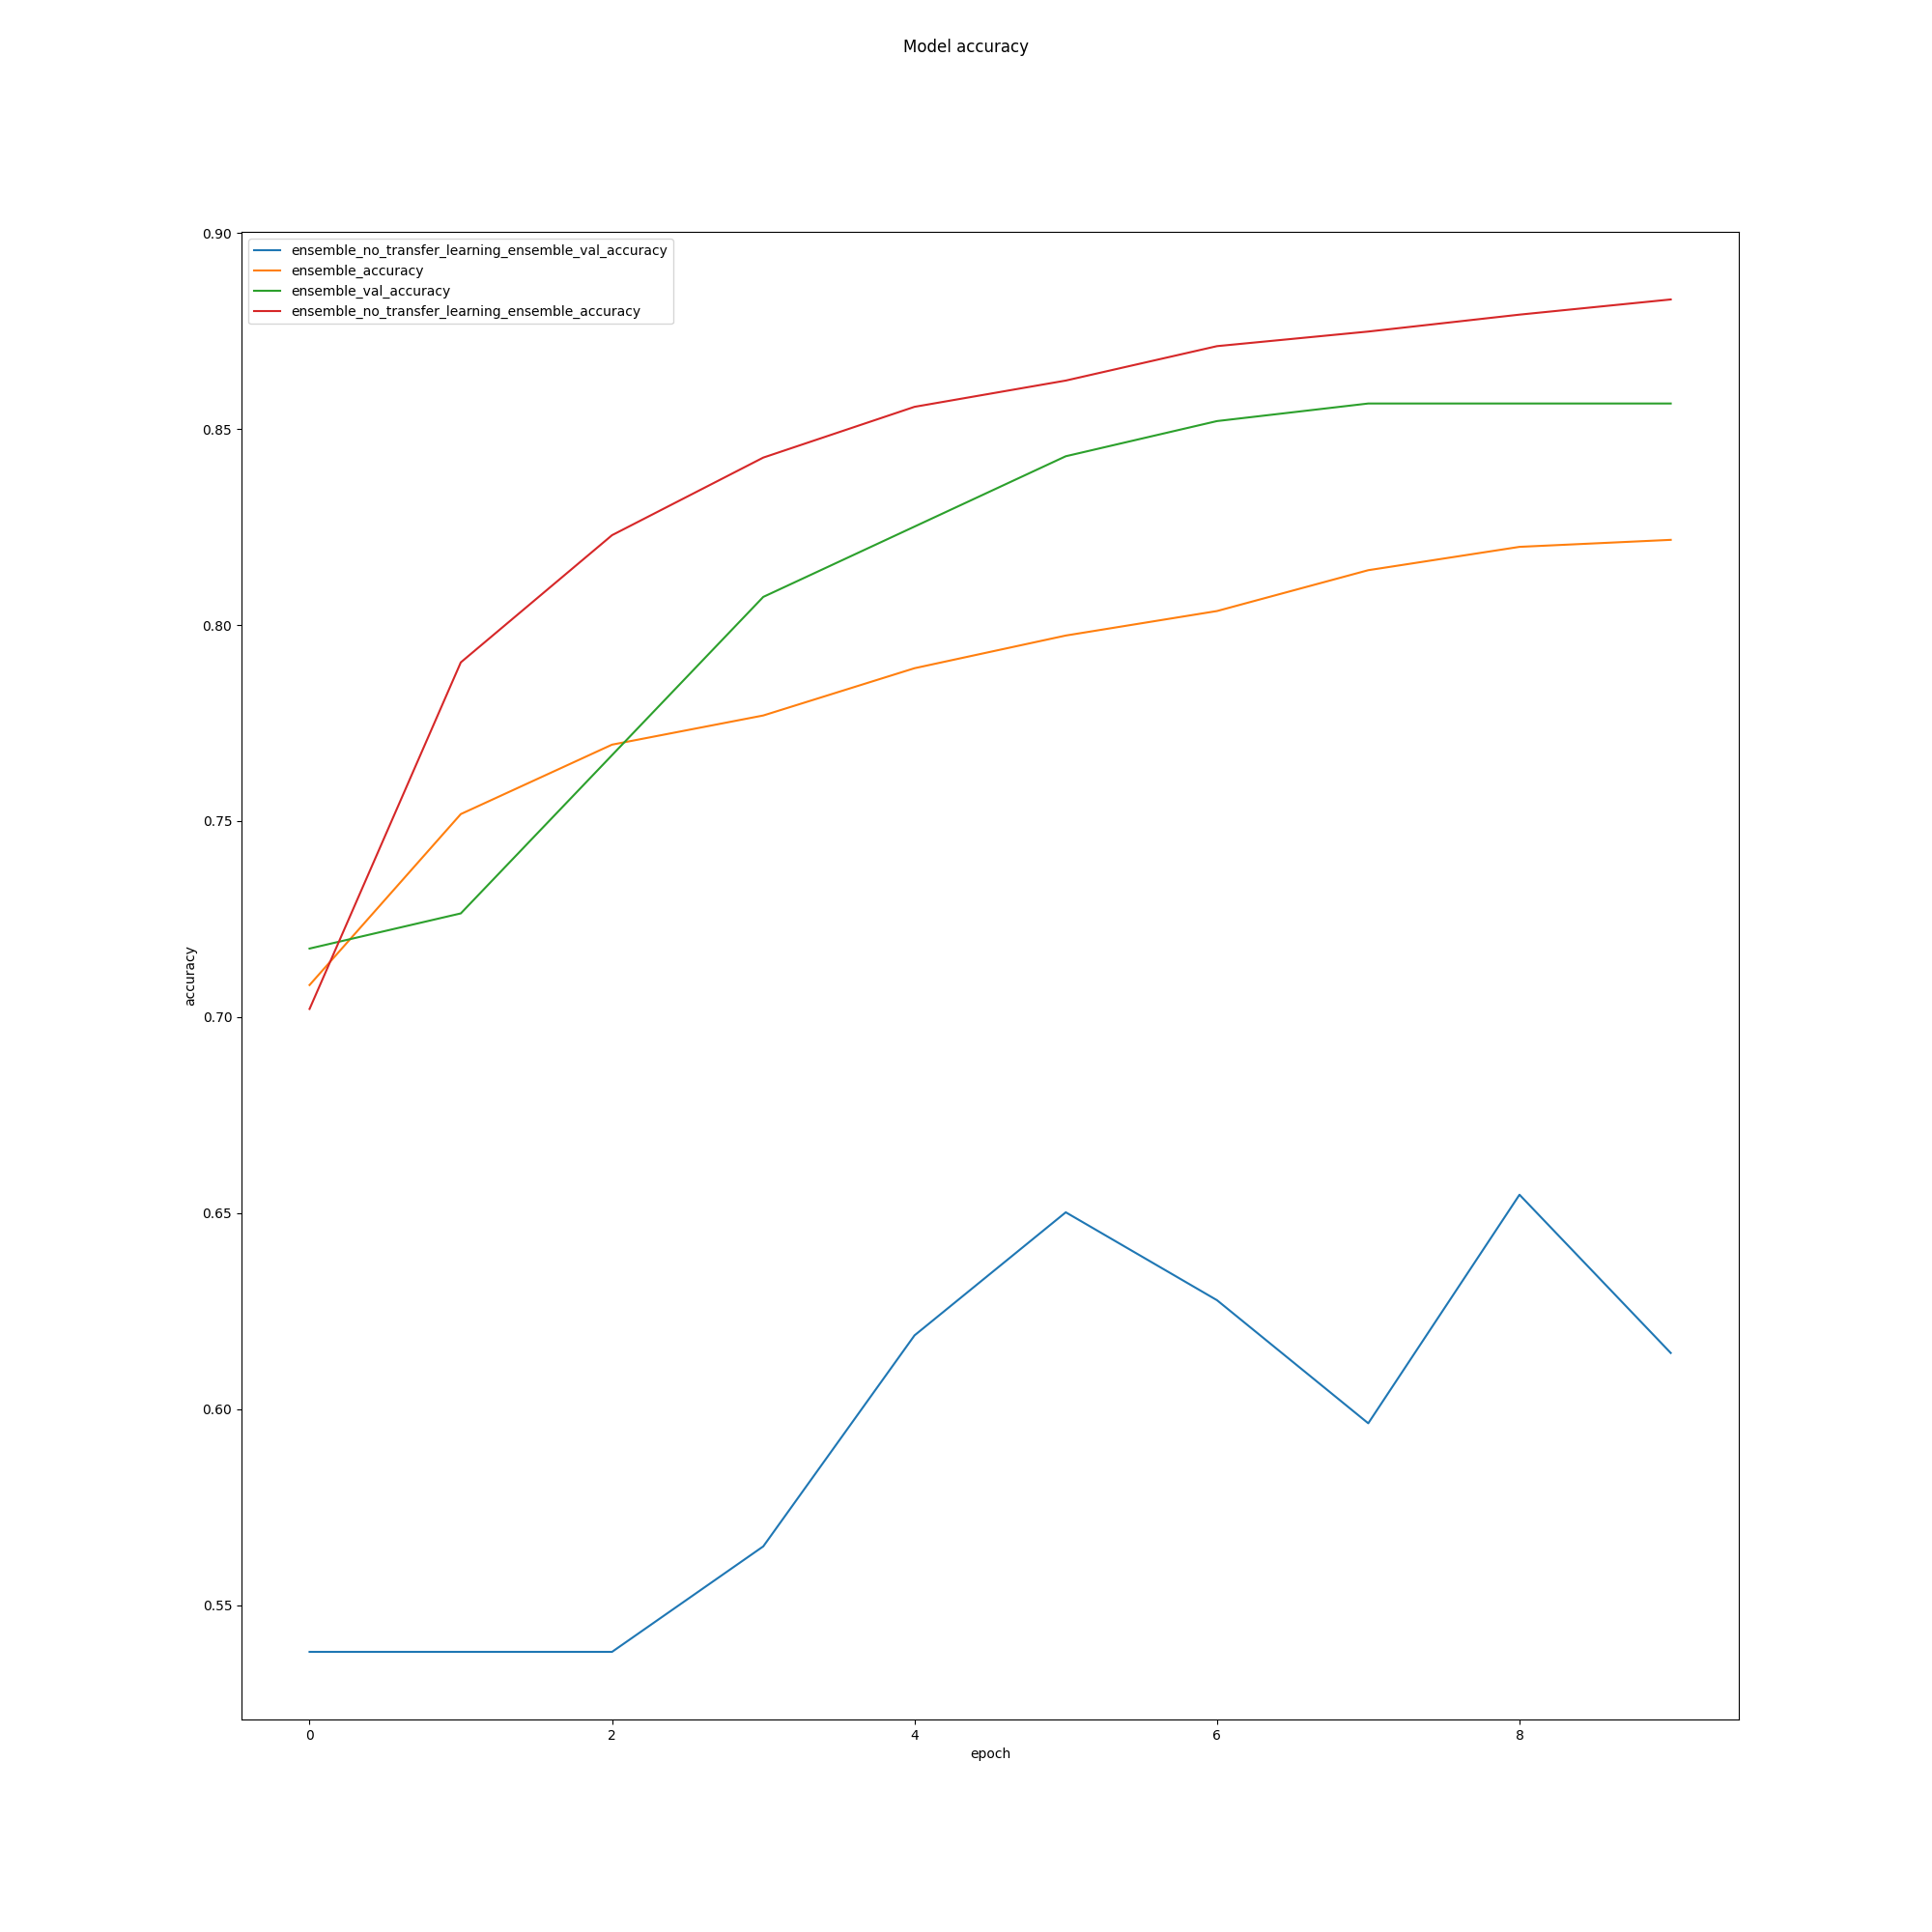 Model accuracy
0.90
0.85
0.80
0.75
0.70
0.65
0.60
0.55
accuracy
ensemble_no_transfer_learning_ensemble_val_accuracy
ensemble_accuracy
ensemble_val_accuracy
ensemble_no_transfer_learning_ensemble_accuracy
0 2 4 6 8
epoch